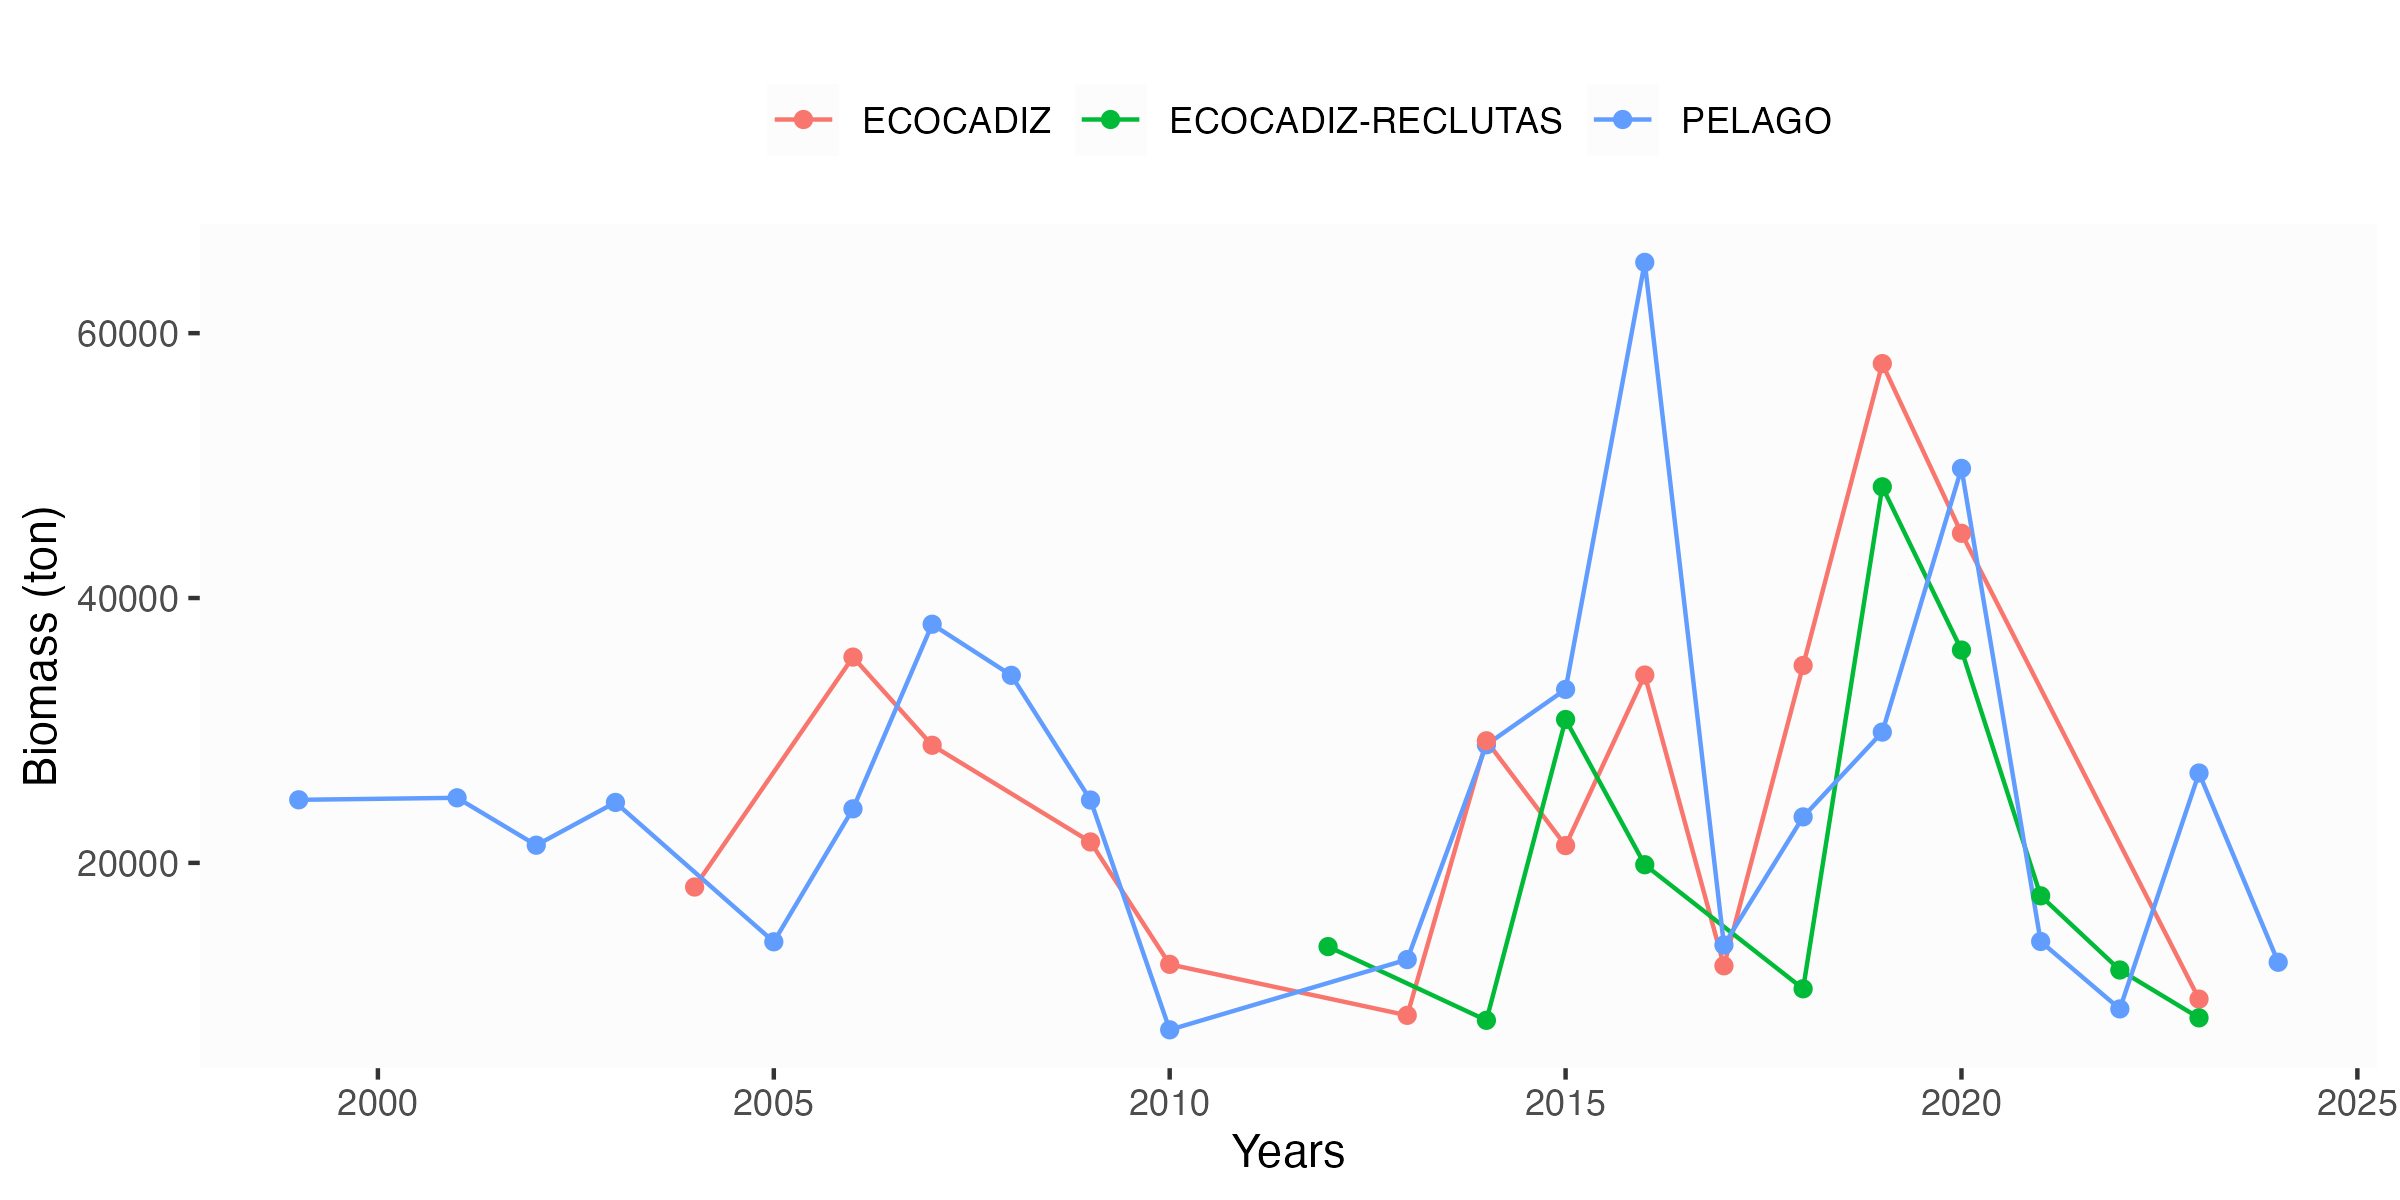 ECOCADIZ ECOCADIZ-RECLUTAS PELAGO
Biomass (ton)
60000
40000
20000
2000 2005 2010 2015 2020 2025
Years